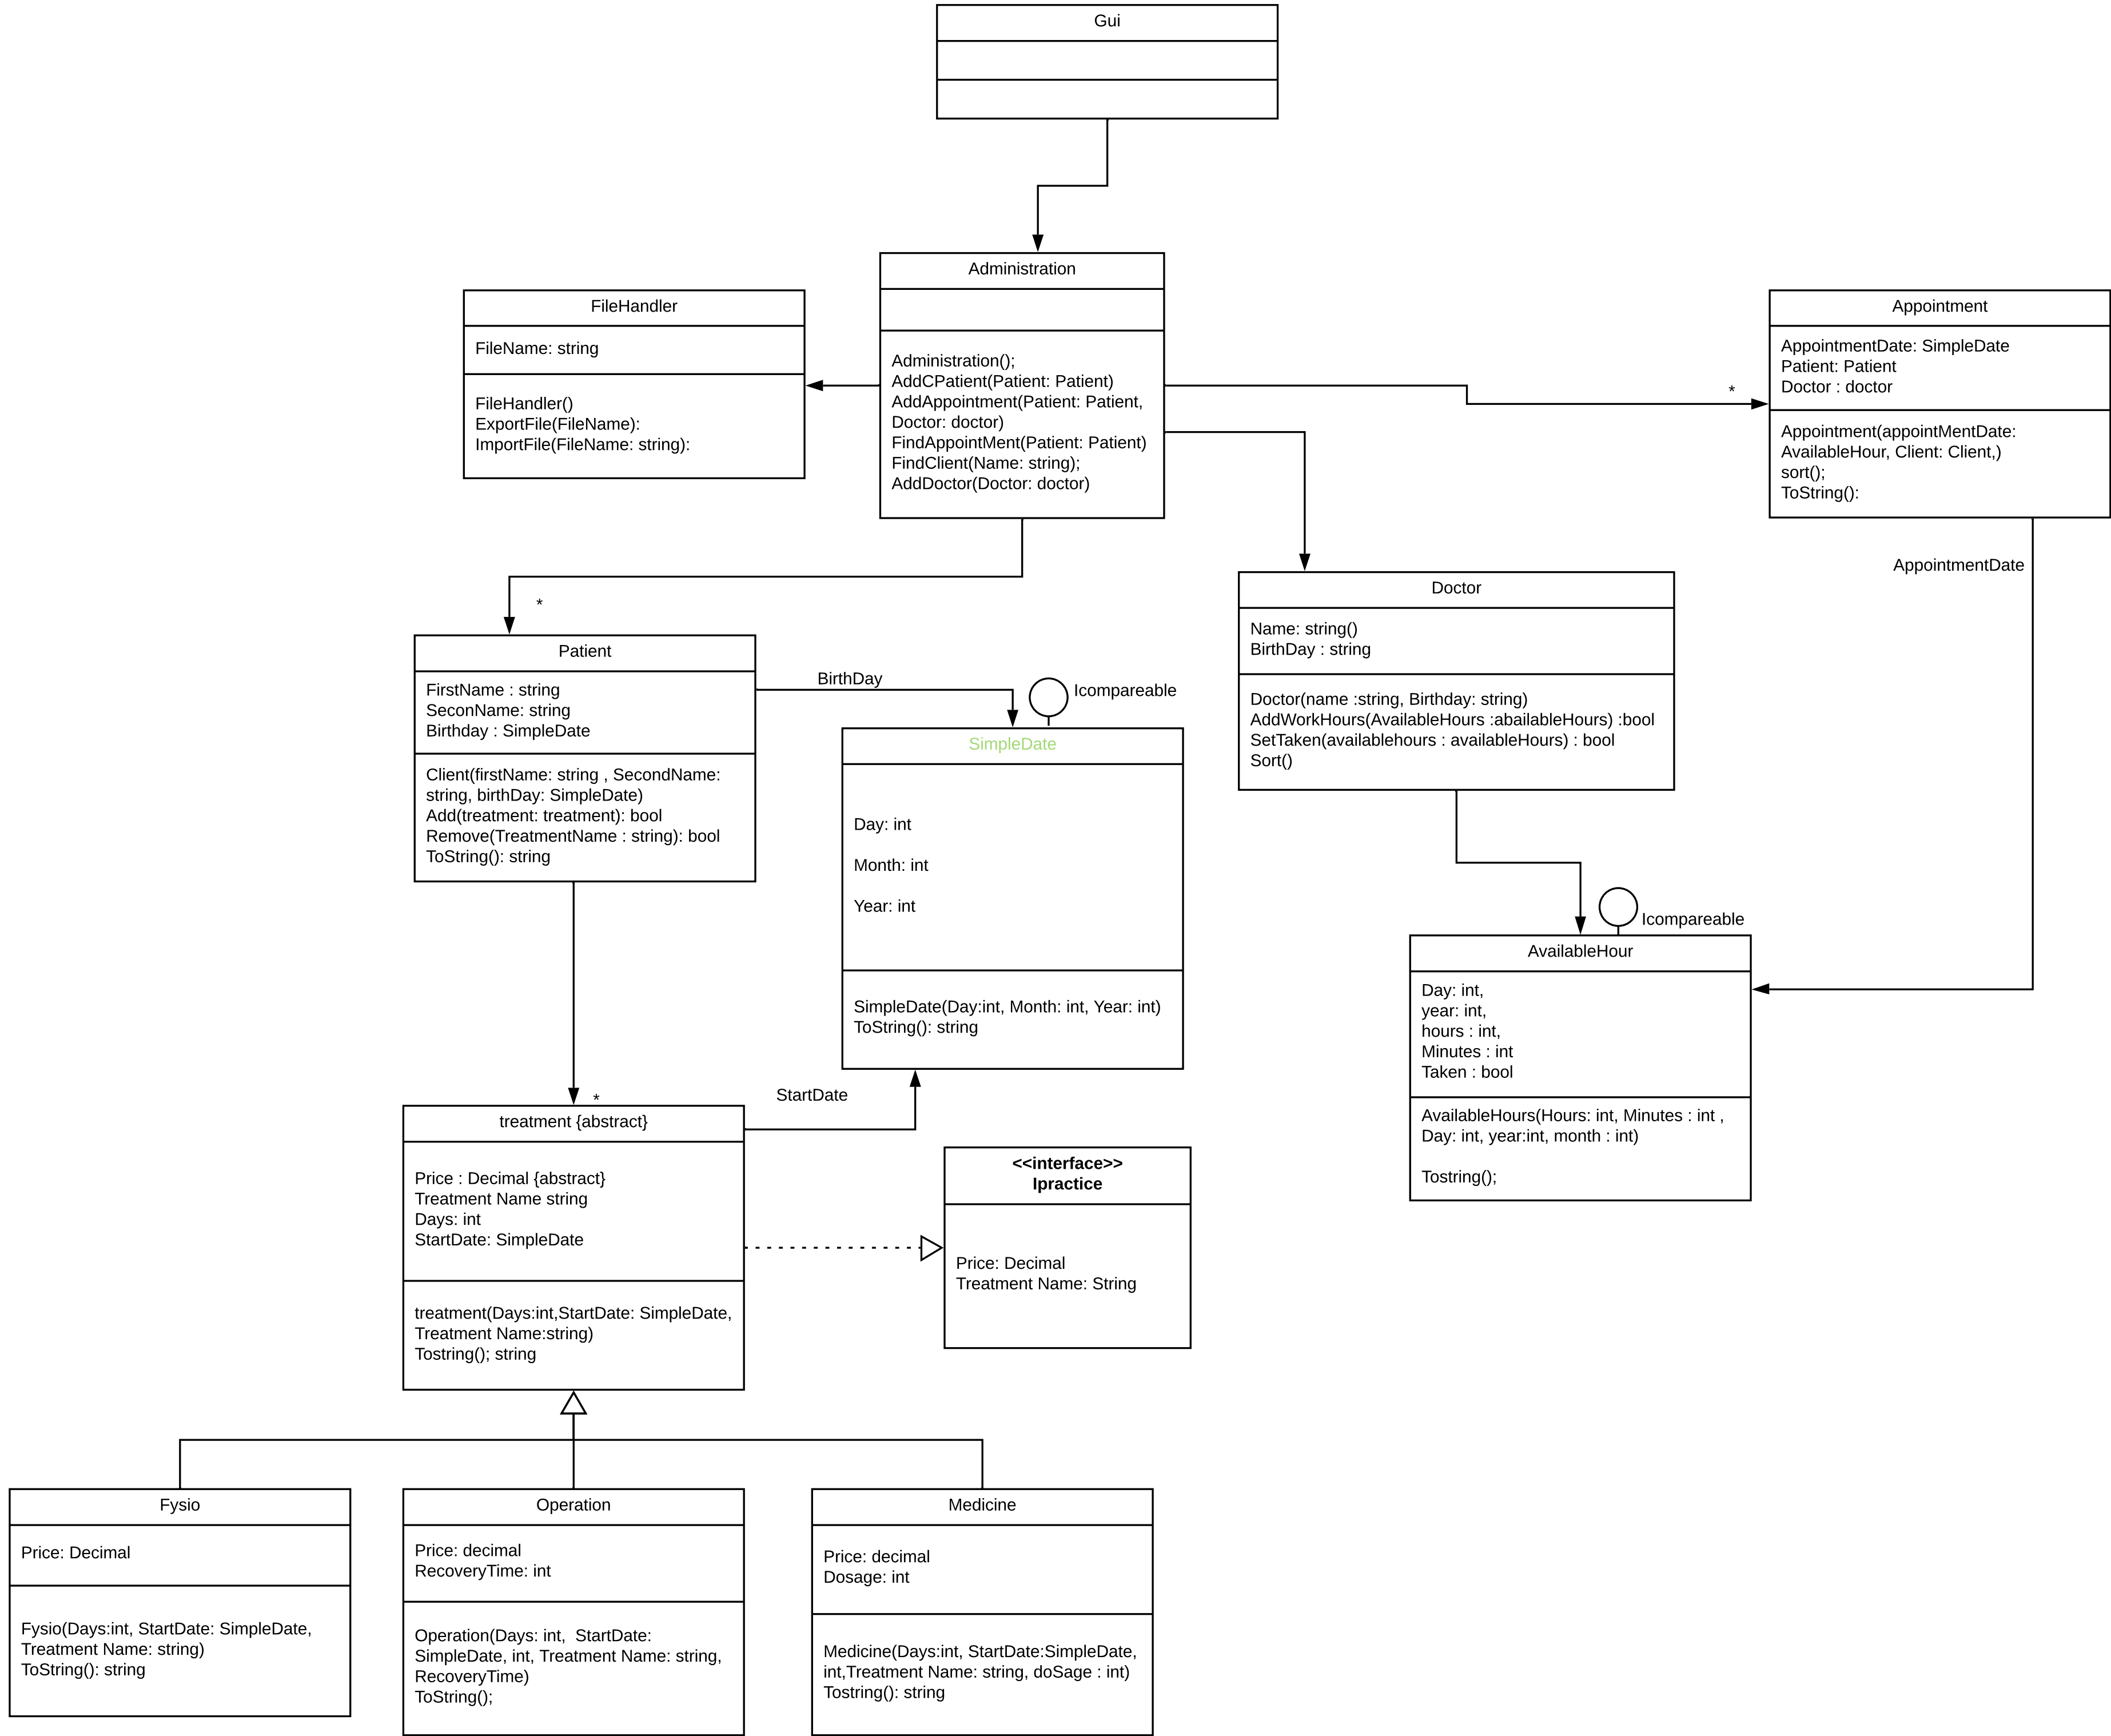 Gui
Administration
Administration();
AddCPatient(Patient: Patient)
AddAppointment(Patient: Patient,
Doctor: doctor)
FindAppointMent(Patient: Patient)
FindClient(Name: string);
AddDoctor(Doctor: doctor)
FileHandler
FileName: string
FileHandler()
ExportFile(FileName):
ImportFile(FileName: string):
Appointment
AppointmentDate: SimpleDate
Patient: Patient
Doctor : doctor
Appointment(appointMentDate:
AvailableHour, Client: Client,)
sort();
ToString():
*
AppointmentDate
Doctor
Name: string()
BirthDay : string
Doctor(name :string, Birthday: string)
AddWorkHours(AvailableHours :abailableHours) :bool
SetTaken(availablehours : availableHours) : bool
Sort()
*
Patient
FirstName : string
SeconName: string
Birthday : SimpleDate
Client(firstName: string , SecondName:
string, birthDay: SimpleDate)
Add(treatment: treatment): bool
Remove(TreatmentName : string): bool
ToString(): string
BirthDay
Icompareable
SimpleDate
Day: int
Month: int
Year: int
SimpleDate(Day:int, Month: int, Year: int)
ToString(): string
Icompareable
AvailableHour
Day: int,
year: int,
hours : int,
Minutes : int
Taken : bool
AvailableHours(Hours: int, Minutes : int ,
Day: int, year:int, month : int)
Tostring();
*
StartDate
treatment {abstract}
Price : Decimal {abstract}
Treatment Name string
Days: int
StartDate: SimpleDate
treatment(Days:int,StartDate: SimpleDate,
Treatment Name:string)
Tostring(); string
<<interface>>
Ipractice
Price: Decimal
Treatment Name: String
Fysio
Price: Decimal
Fysio(Days:int, StartDate: SimpleDate,
Treatment Name: string)
ToString(): string
Operation
Price: decimal
RecoveryTime: int
Operation(Days: int,  StartDate:
SimpleDate, int, Treatment Name: string,
RecoveryTime)
ToString();
Medicine
Price: decimal
Dosage: int
Medicine(Days:int, StartDate:SimpleDate,
int,Treatment Name: string, doSage : int)
Tostring(): string